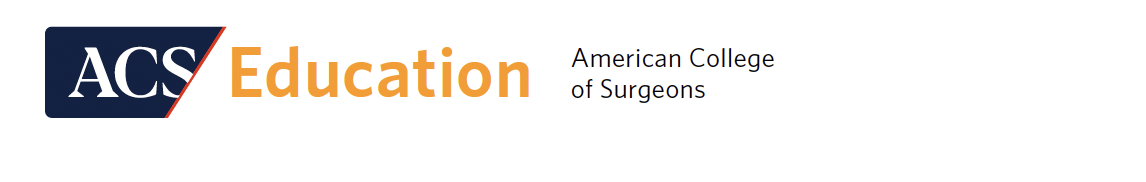 ACS Education
American College
of Surgeons